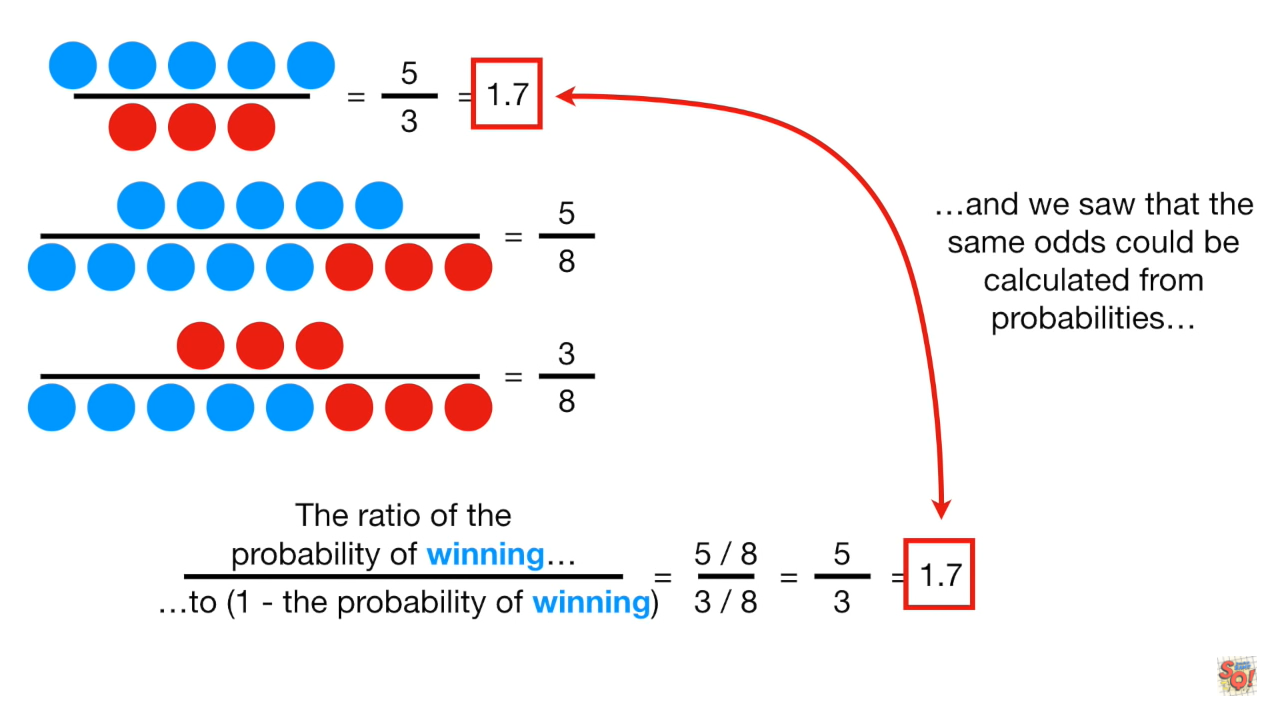 = 5 / 3 = 1.7
= 5 / 8
= 3 / 8
…and we saw that the
same odds could be
calculated from
probabilities…
The ratio of the
probability of winning…
…to (1 - the probability of winning)
= 5 / 8
3 / 8
= 5
3
= 1.7
SQ!